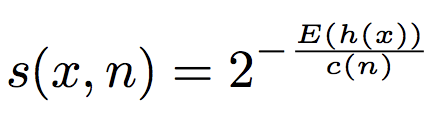 s(x, n) = 2^{-\frac{E(h(x))}{c(n)}}